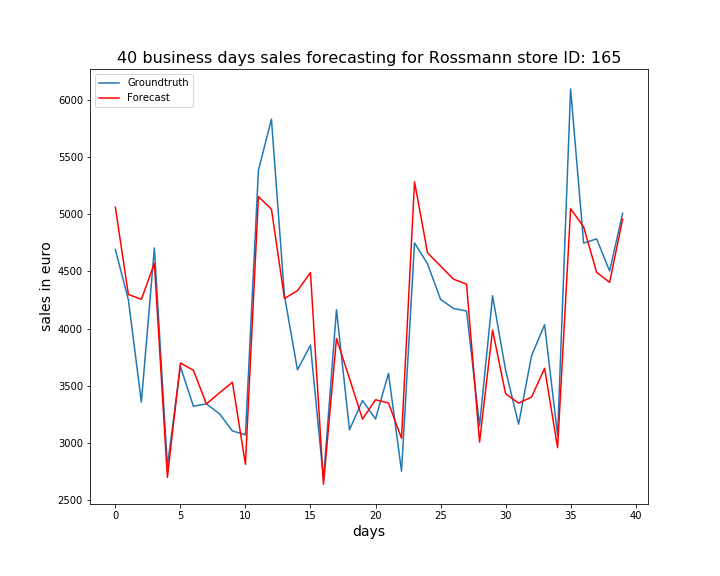 40 business days sales forecasting for Rossmann store ID: 165
Groundtruth
Forecast
6000
5500
5000
4500
4000
3500
3000
2500
sales in euro
0 5 10 15 20 25 30 35 40
days